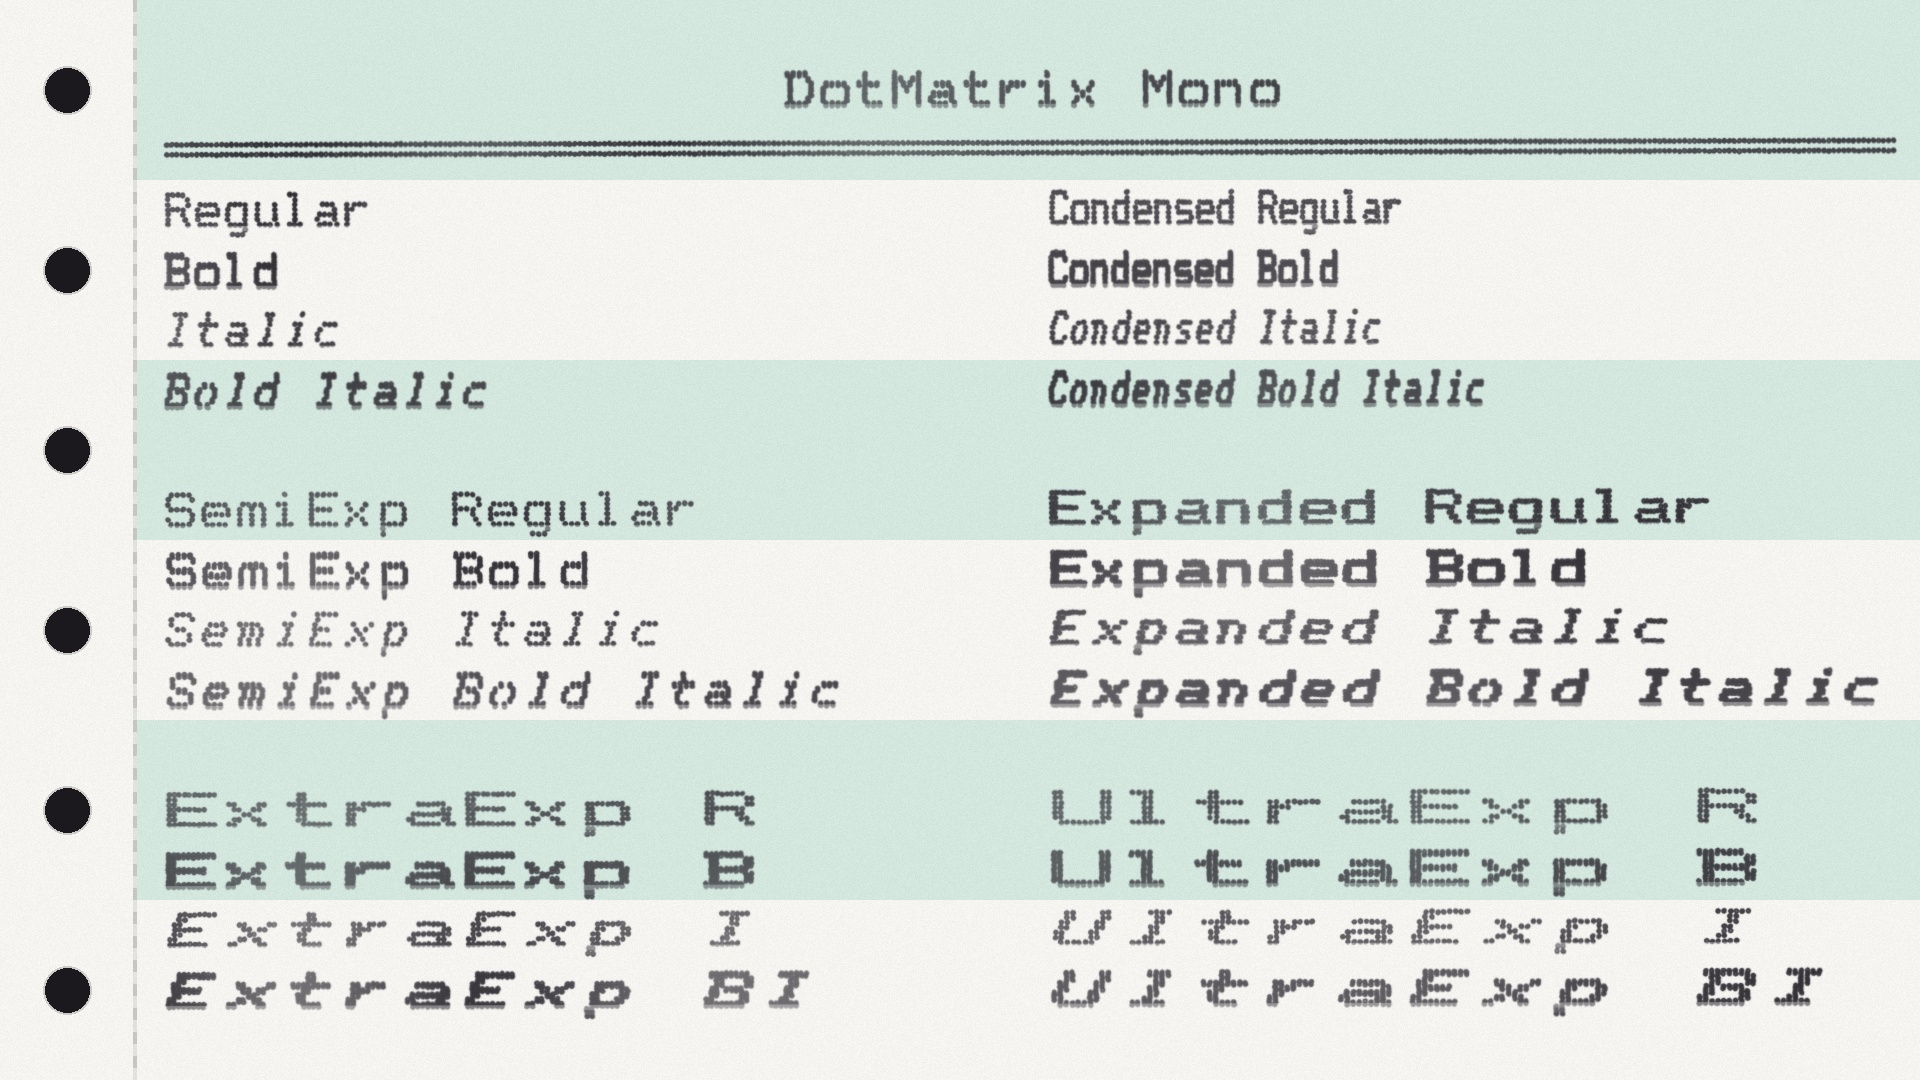 DotMatrix Mono
Regular
Bold
Italic
Bold Italic
Condensed Regular
Condensed Bold
Condensed Italic
Condensed Bold Italic
SemiExp Regular
SemiExp Bold
SemiExp Italic
SemiExp Bold Italic
Expanded Regular
Expanded Bold
Expanded Italic
Expanded Bold Italic
ExtraExp R
ExtraExp B
ExtraExp I
ExtraExp BI
UltraExp R
UltraExp B
UltraExp I
UltraExp BI